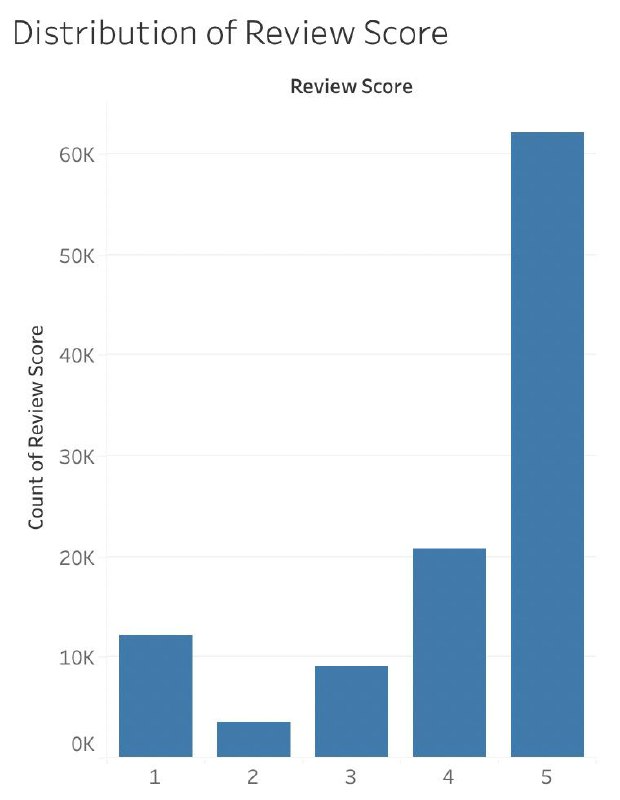 Distribution of Review Score
Review Score
60K
50K
40K
30K
20K
10K
0K
Count of Review Score
1 2 3 4 5